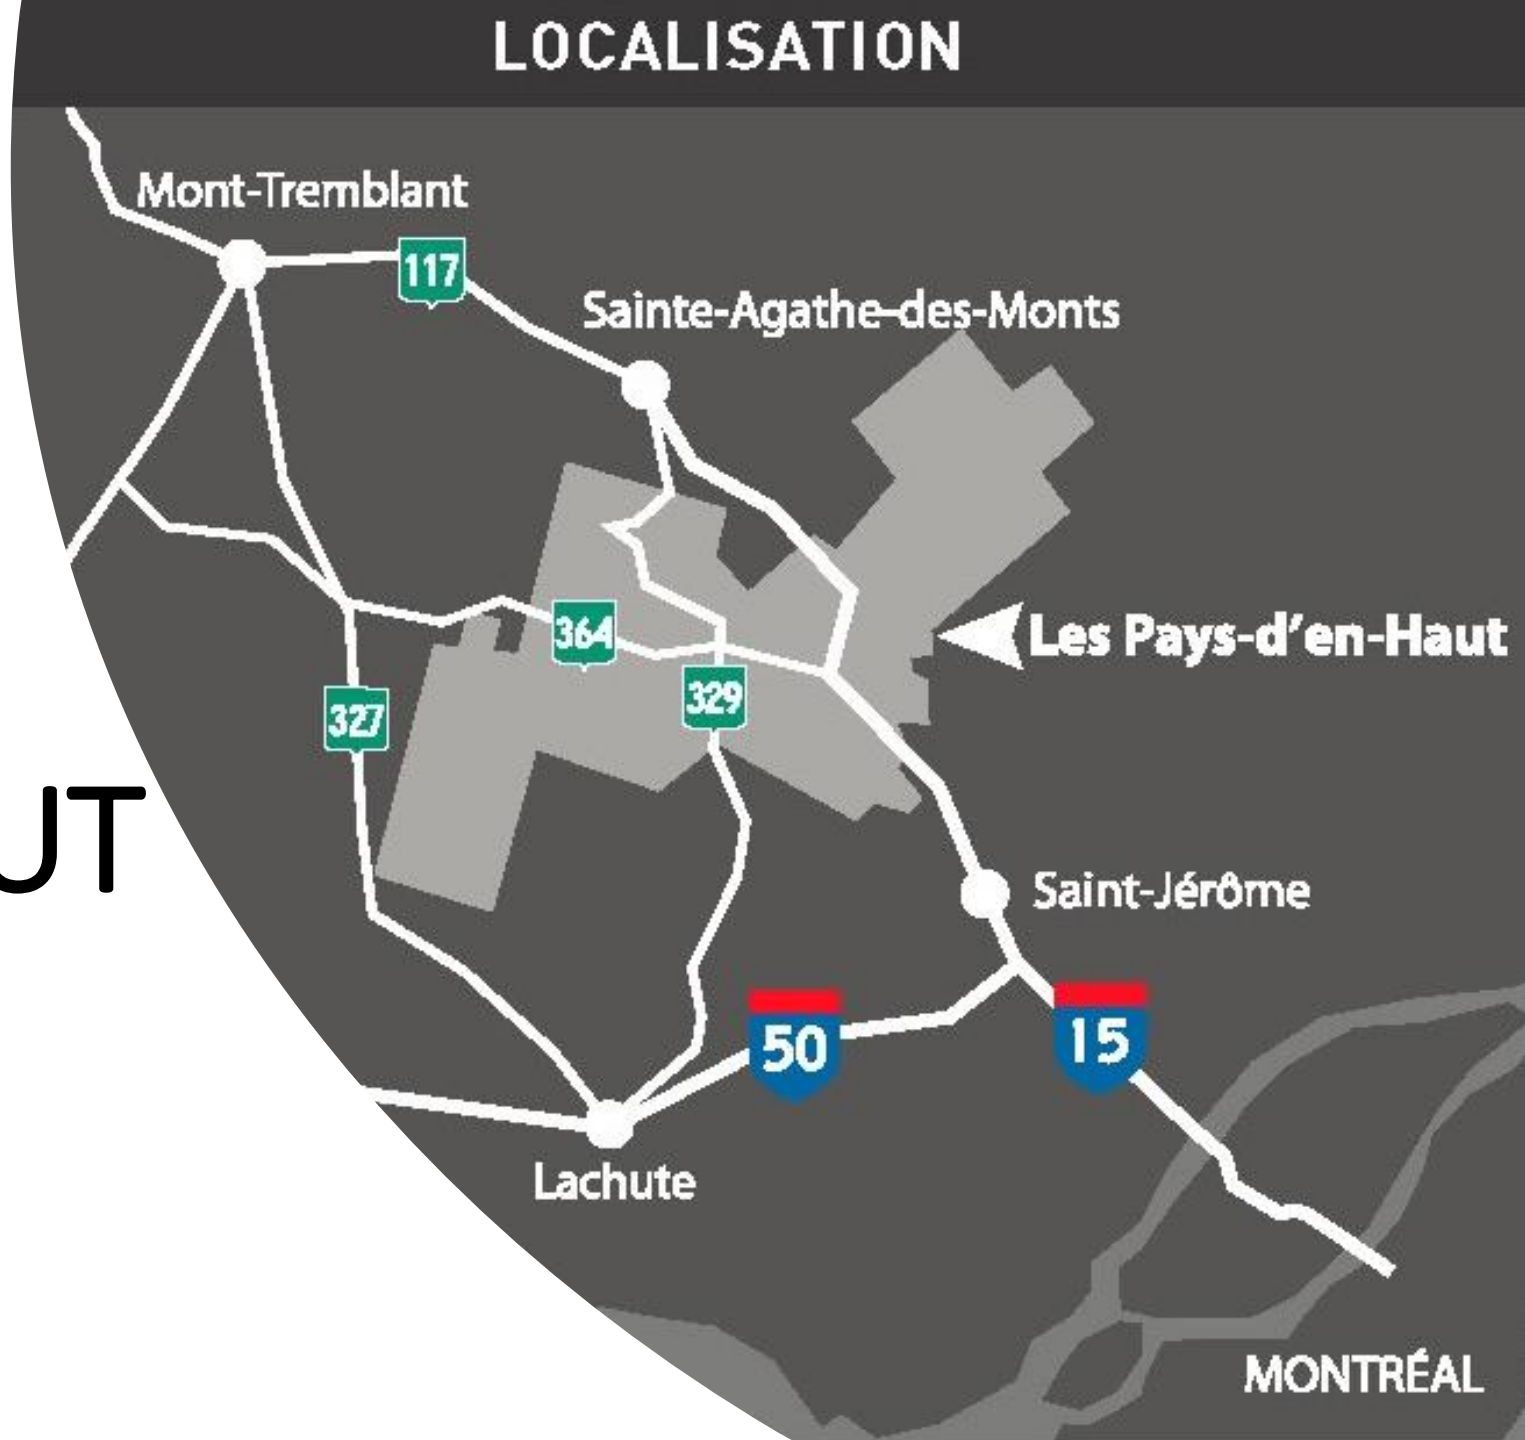 LOCALISATION
Mont-Tremblant
117
Sainte-Agathe-des-Monts
364
Les Pays-d’en-Haut
329
327
UT
Saint-Jérôme
50
15
Lachute
MONTRÉAL